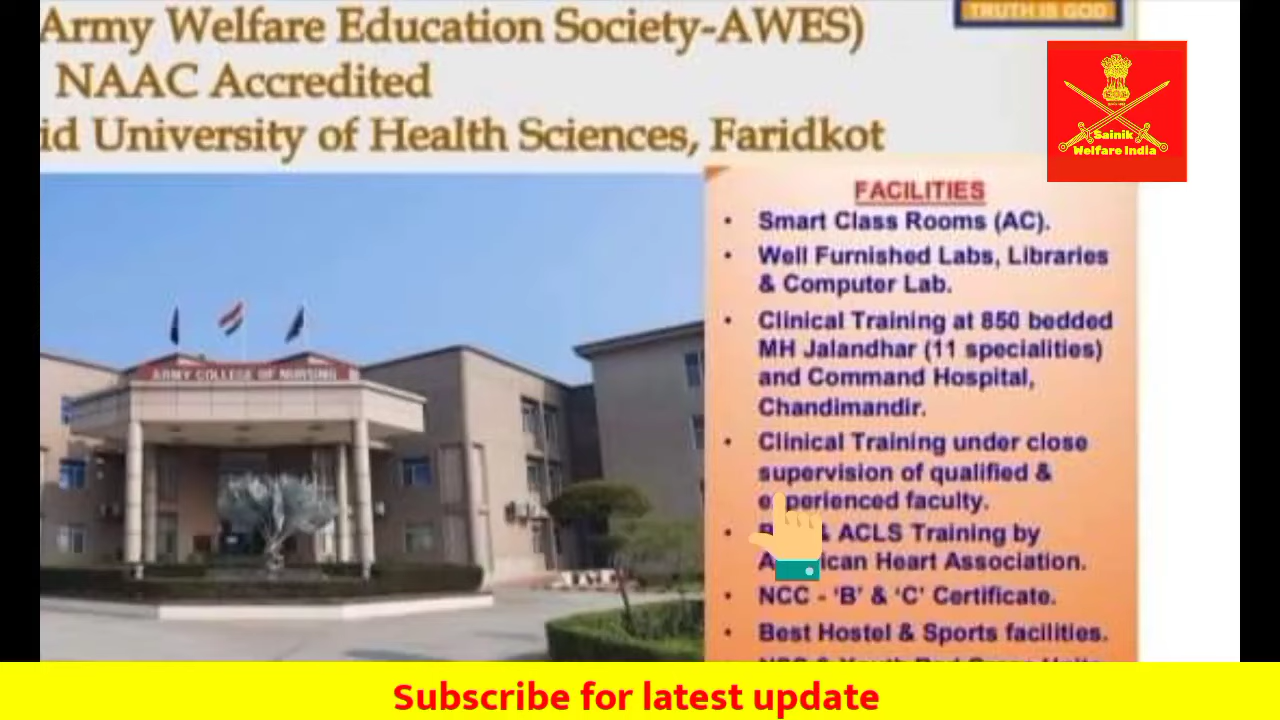 TRUTH IS GOD
Army Welfare Education Society-AWES)
NAAC Accredited
id University of Health Sciences, Faridkot
Sainik
Welfare India
ARMY COLLEGE OF NURSING
FACILITIES
• Smart Class Rooms (AC).
• Well Furnished Labs, Libraries
& Computer Lab.
• Clinical Training at 850 bedded
MH Jalandhar (11 specialities)
and Command Hospital,
Chandimandir.
• Clinical Training under close
supervision of qualified &
experienced faculty.
• & ACLS Training by
Heart Association.
• NCC - ‘B’ & ‘C’ Certificate.
• Best Hostel & Sports facilities.
Subscribe for latest update